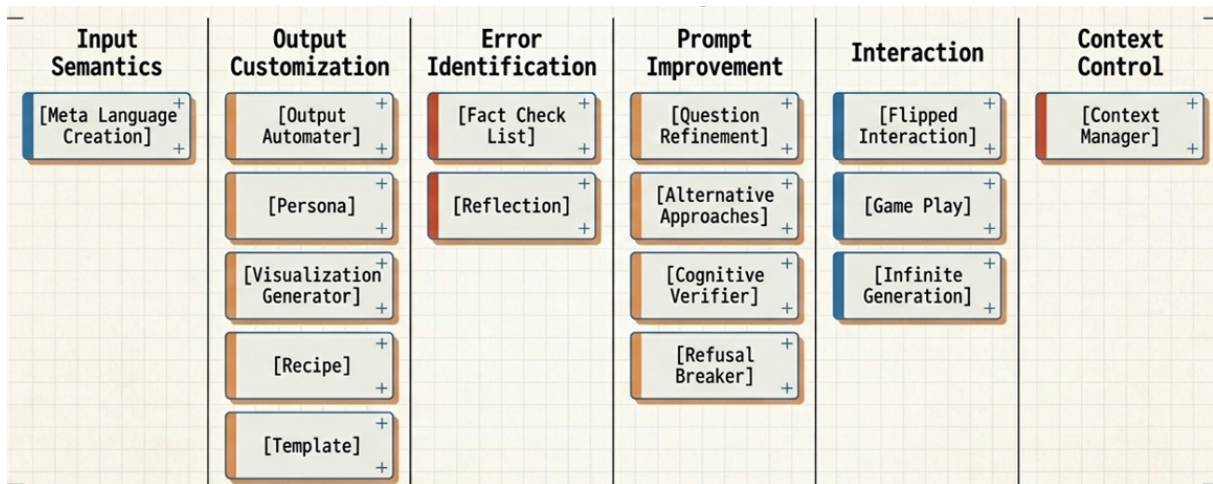 Input
Semantics
[Meta Language
Creation]
Output
Customization
[Output
Automater]
[Persona]
[Visualization
Generator]
[Recipe]
[Template]
Error
Identification
[Fact Check
List]
[Reflection]
Prompt
Improvement
[Question
Refinement]
[Alternative
Approaches]
[Cognitive
Verifier]
[Refusal
Breaker]
Interaction
[Flipped
Interaction]
[Game Play]
[Infinite
Generation]
Context
Control
[Context
Manager]